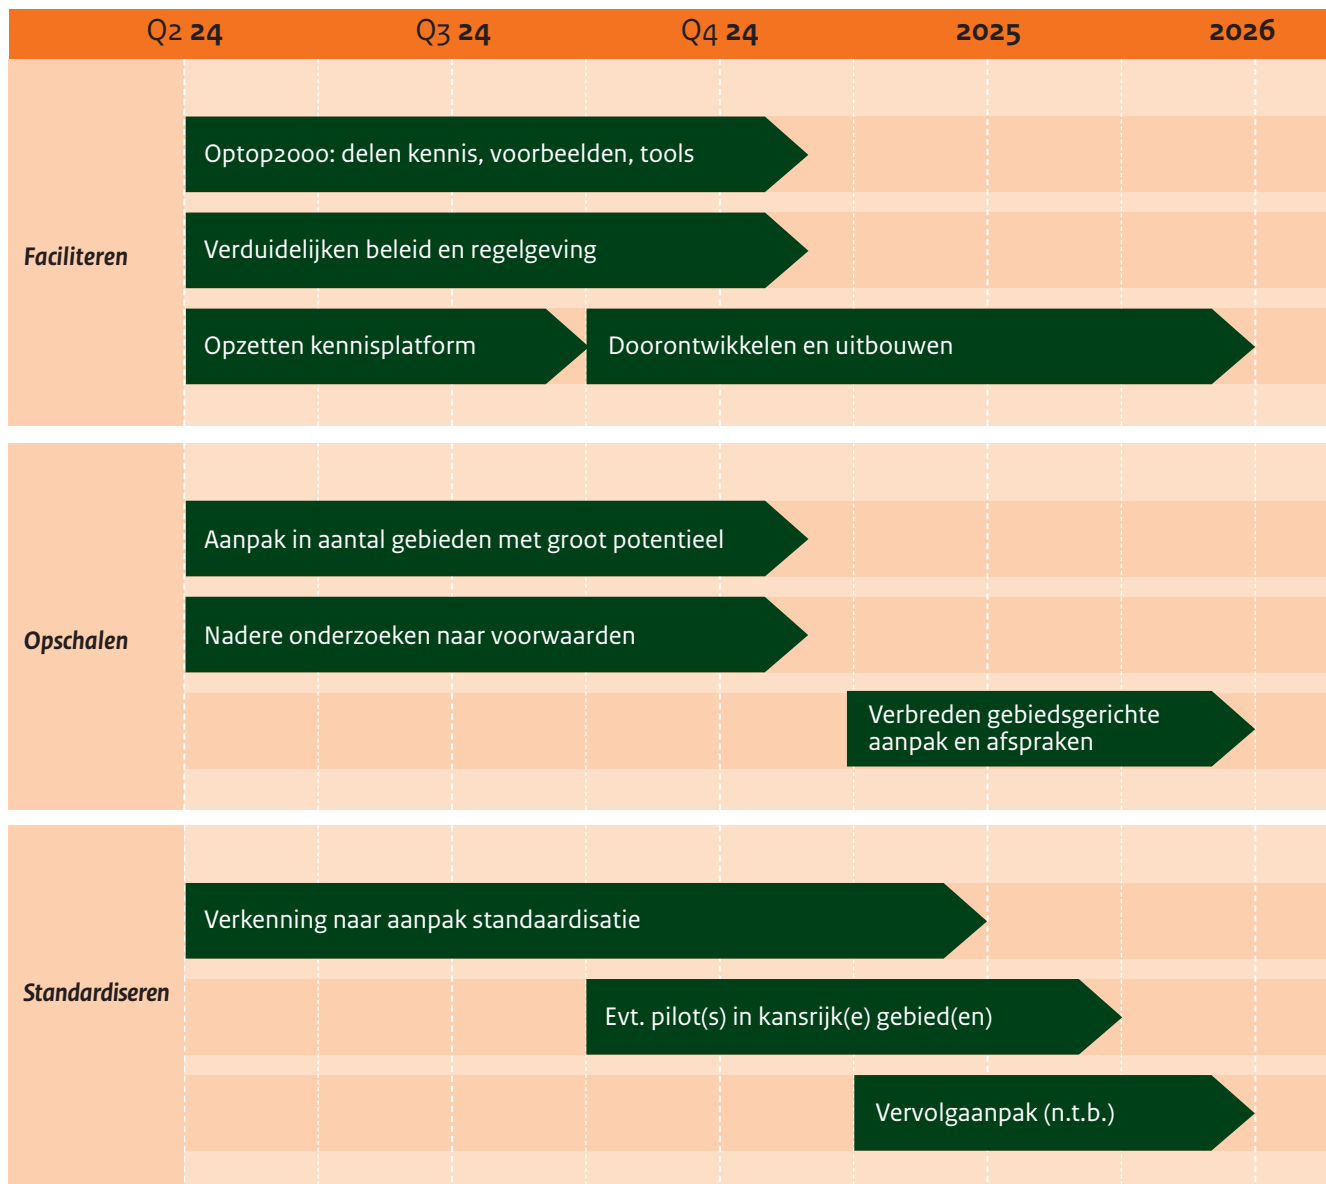 Q2 24 Q3 24 Q4 24 2025 2026
Faciliteren
Optop2000: delen kennis, voorbeelden, tools
Verduidelijken beleid en regelgeving
Opzetten kennisplatform
Doorontwikkelen en uitbouwen
Opschalen
Aanpak in aantal gebieden met groot potentieel
Nadere onderzoeken naar voorwaarden
Verbreden gebiedsgerichte
aanpak en afspraken
Standardiseren
Verkenning naar aanpak standaardisatie
Evt. pilot(s) in kansrijk(e) gebied(en)
Vervolgaanpak (n.t.b.)